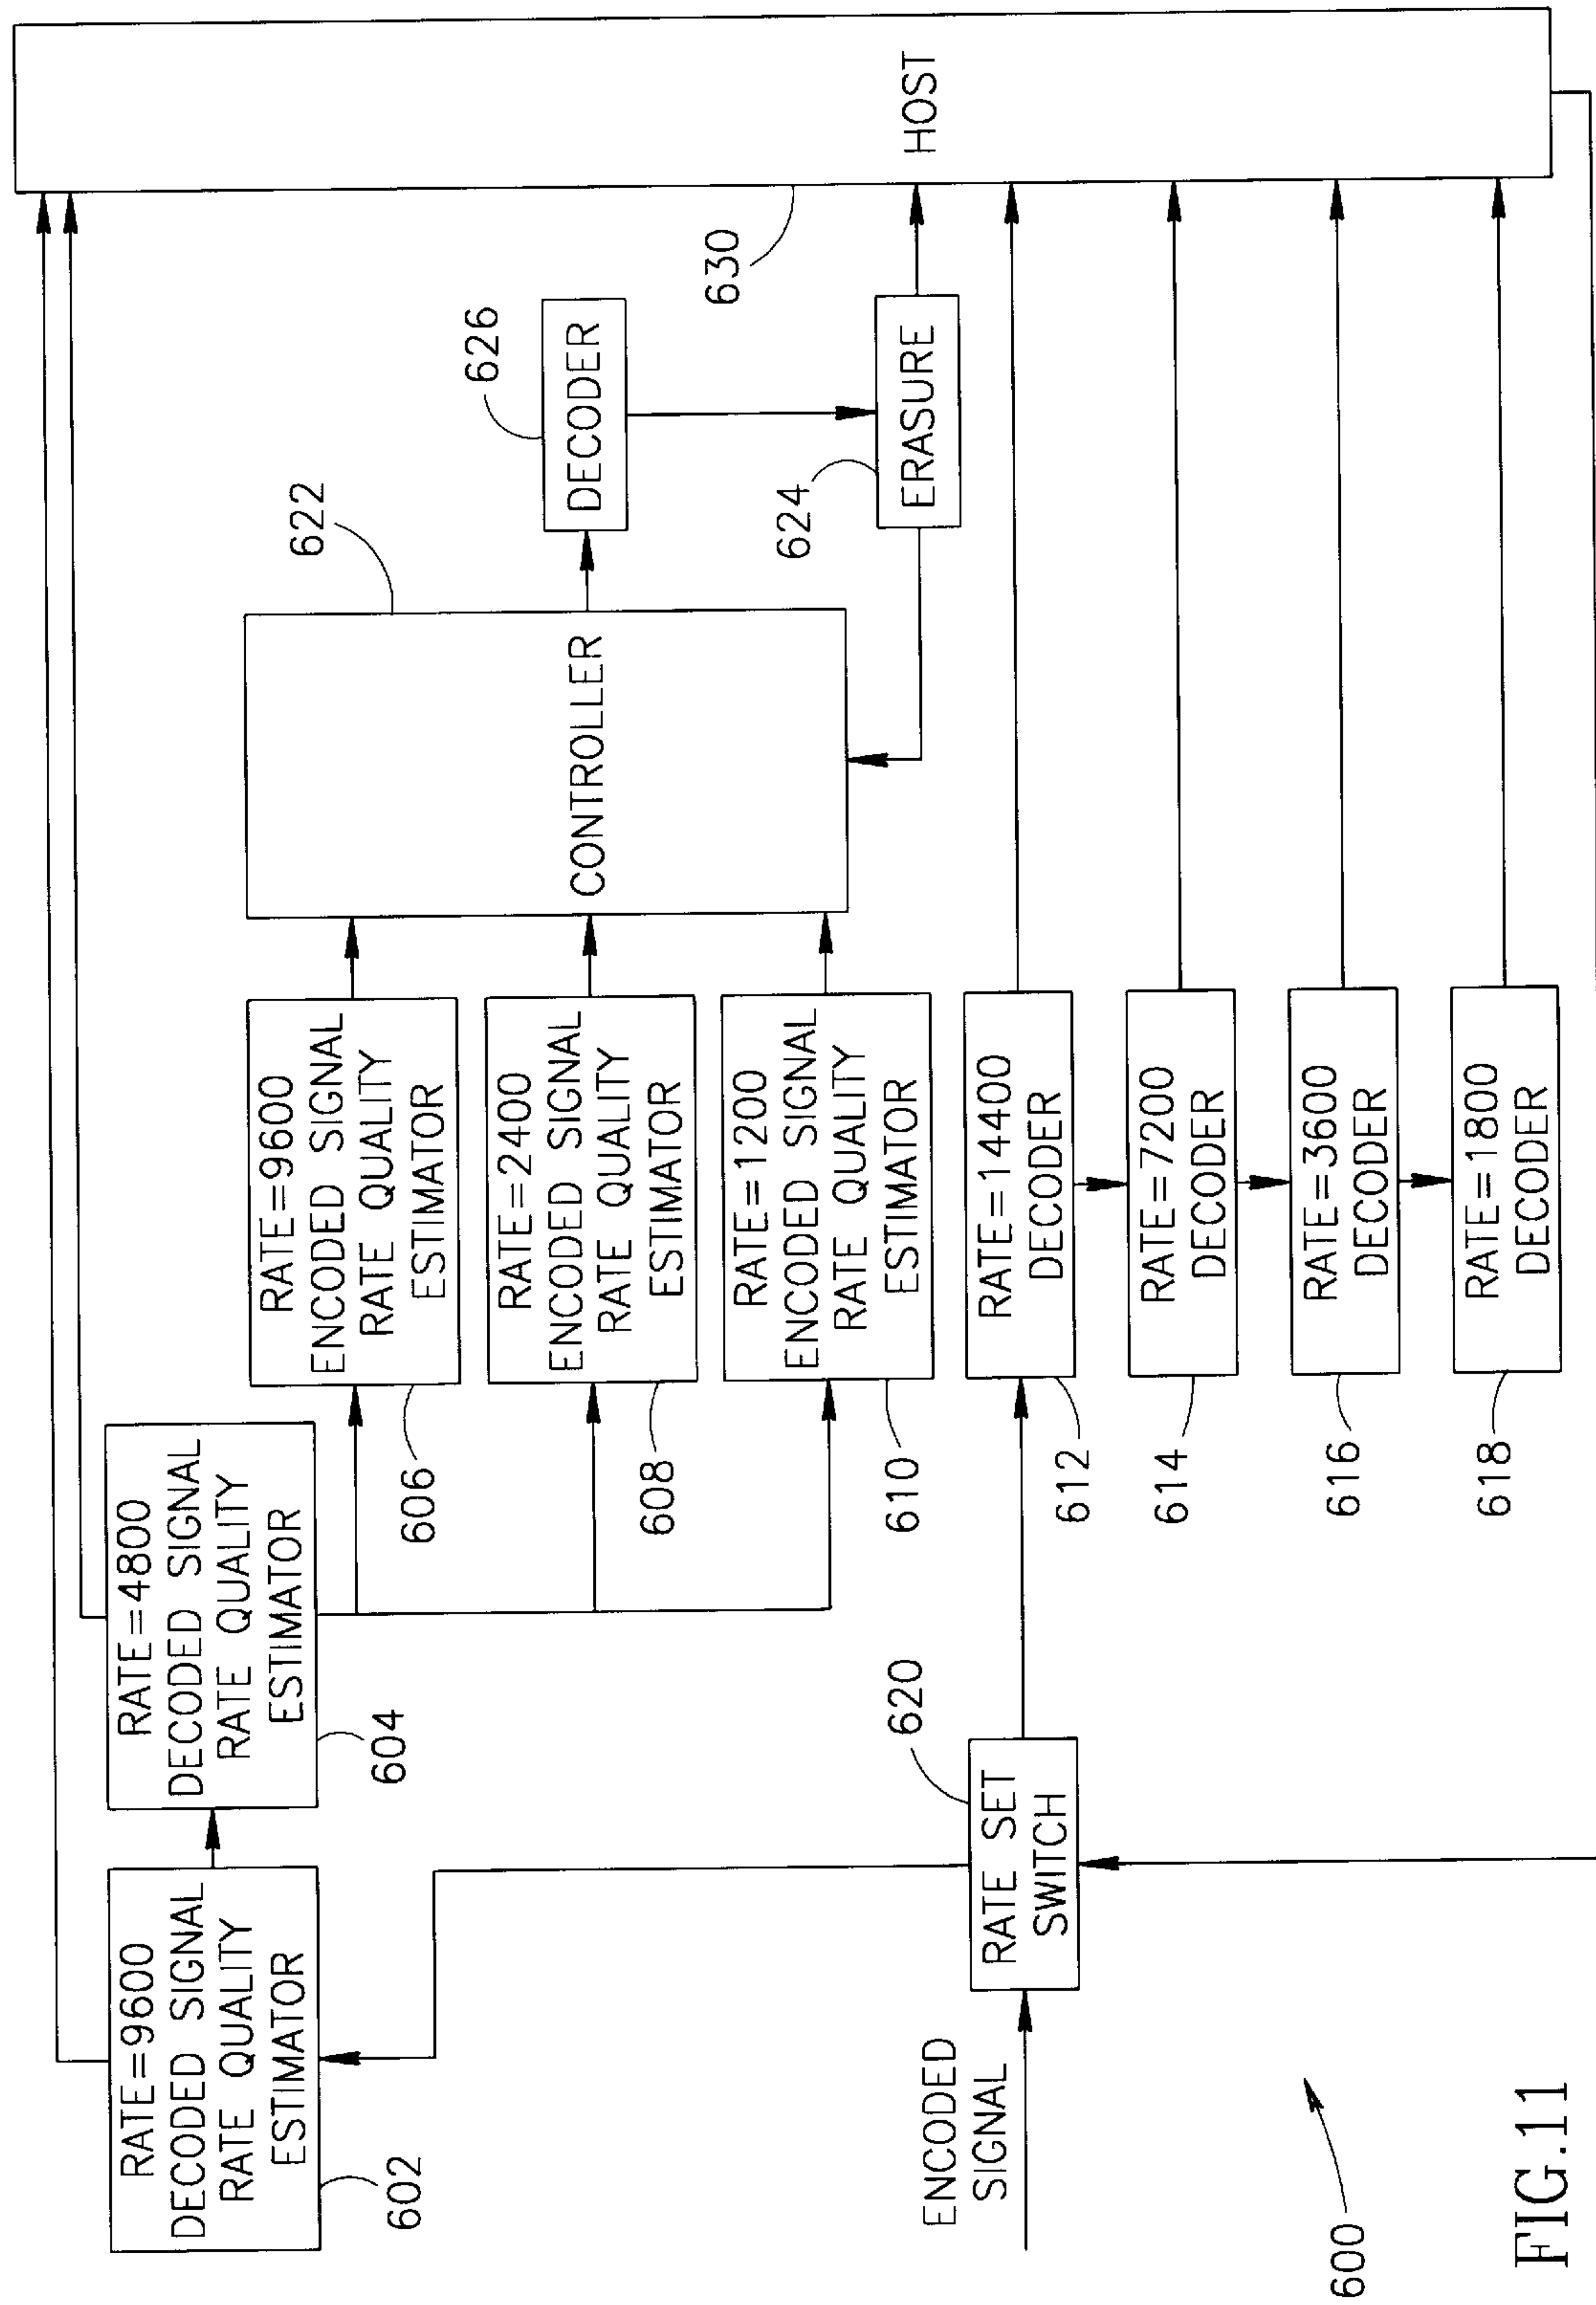 RATE=9600
DECODED SIGNAL
RATE QUALITY
ESTIMATOR
602
RATE=4800
DECODED SIGNAL
RATE QUALITY
ESTIMATOR
604
RATE=9600
ENCODED SIGNAL
RATE QUALITY
ESTIMATOR
606
RATE=2400
ENCODED SIGNAL
RATE QUALITY
ESTIMATOR
608
RATE=1200
ENCODED SIGNAL
RATE QUALITY
ESTIMATOR
610
CONTROLLER
622
DECODER
626
ERASURE
624
HOST
630
ENCODED
SIGNAL
RATE SET
SWITCH
620
RATE=14400
DECODER
612
RATE=7200
DECODER
614
RATE=3600
DECODER
616
RATE=1800
DECODER
618
600
FIG.11